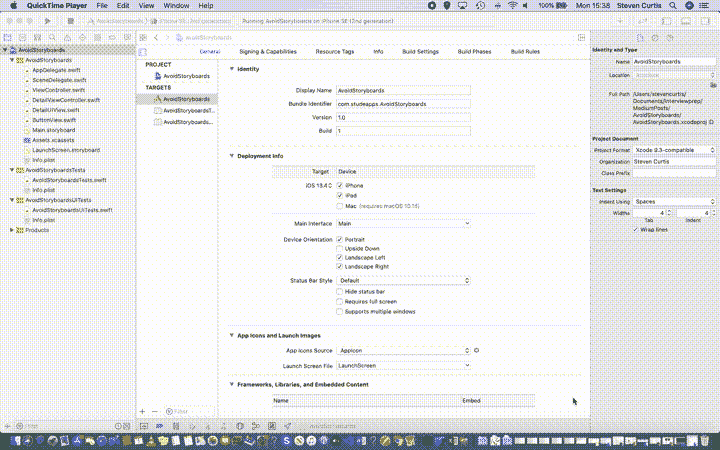 QuickTime Player File Edit View Window Help 100% Mon 15:38 Steven Curtis
Running AvoidStoryboards on iPhone SE (2nd generation)
AvoidStoryboards
AvoidStoryboards
AppDelegate.swift
SceneDelegate.swift
ViewController.swift
DetailViewController.swift
DetailUIView.swift
ButtonView.swift
Main.storyboard
Assets.xcassets
LaunchScreen.storyboard
Info.plist
AvoidStoryboardsTests
AvoidStoryboardsTests.swift
Info.plist
AvoidStoryboardsUITests
AvoidStoryboardsUITests.swift
Info.plist
Products
Filter
AvoidStoryboards
General Signing & Capabilities Resource Tags Info Build Settings Build Phases Build Rules
PROJECT
AvoidStoryboards
TARGETS
AvoidStoryboards
AvoidStoryboardsT...
AvoidStoryboards...
Filter
Identity
Display Name AvoidStoryboards
Bundle Identifier com.studeapps.AvoidStoryboards
Version 1.0
Build 1
Deployment Info
Target Device
iOS 13.4 iPhone
iPad
Mac (requires macOS 10.15)
Main Interface Main
Device Orientation Portrait
Upside Down
Landscape Left
Landscape Right
Status Bar Style Default
Hide status bar
Requires full screen
Supports multiple windows
App Icons and Launch Images
App Icons Source AppIcon
Launch Screen File LaunchScreen
Frameworks, Libraries, and Embedded Content
Name Embed
Identity and Type
Name AvoidStoryboards
Location Absolute
Full Path /Users/stevencurtis/
Documents/Interviewprep/
MediumPosts/
AvoidStoryboards/
AvoidStoryboards.xcodeproj
Project Document
Project Format Xcode 9.3-compatible
Organization Steven Curtis
Class Prefix
Text Settings
Indent Using Spaces
Widths 4 4
Tab Indent
Wrap lines